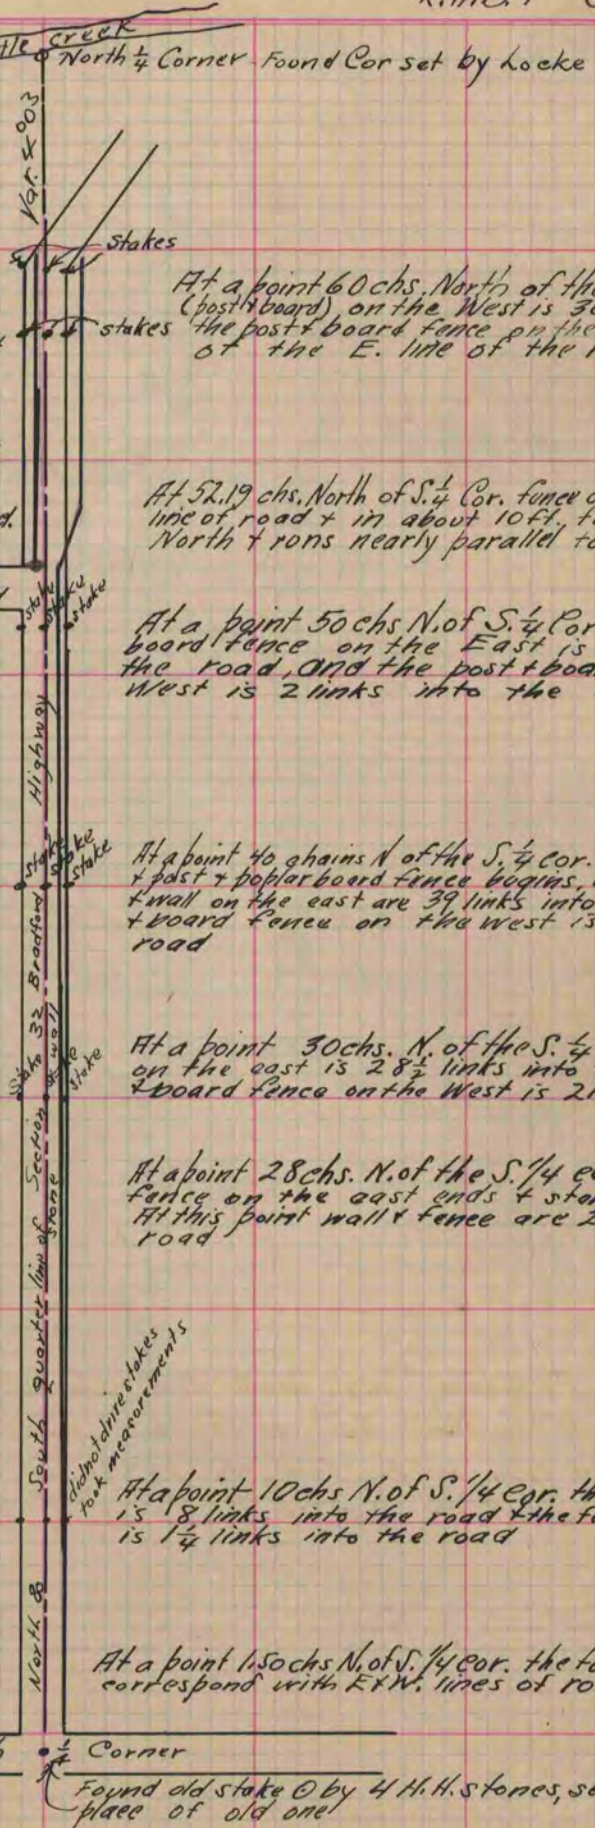 Creek
North 1/4 Corner Found Cor set by Locke
Var. 4°03
Stakes
At a point 60 chs. North of the
(post & board) on the West is
stakes
the post & board fence on the
of the E. line of the
At 52.19 chs. North of S. 1/4 Cor. fence
line of road & in about 10 ft.
North & rons nearly parallel
stake
stake
stake
At a point 50 chs N. of S. 1/4 Cor
board fence on the East is
the road, and the post & boa
West is 2 links into the
stake
stake
stake
At a point 40 chains N of the S. 1/4 cor.
& post & poplar board fence begins,
& wall on the east are 39 links into
& board fence on the west is
road
stake
stake
stake
At a point 30 chs. N. of the S. 1/4
on the east is 28 1/2 links into
& board fence on the West is
At a point 28 chs. N. of the S. 1/4
fence on the east ends &
At this point wall & fence are
road
stone wall
North & South quarter line of Section 32 Bradford Highway
did not drive stakes
took measurements
At a point 10 chs N. of S. 1/4 cor.
is 8 links into the road & the
is 1 1/4 links into the road
At a point 1.50 chs N. of S. 1/4 cor. the
correspond with E & W. lines of
1/4 Corner
Found old stake by 4 H.H. stones,
place of old one